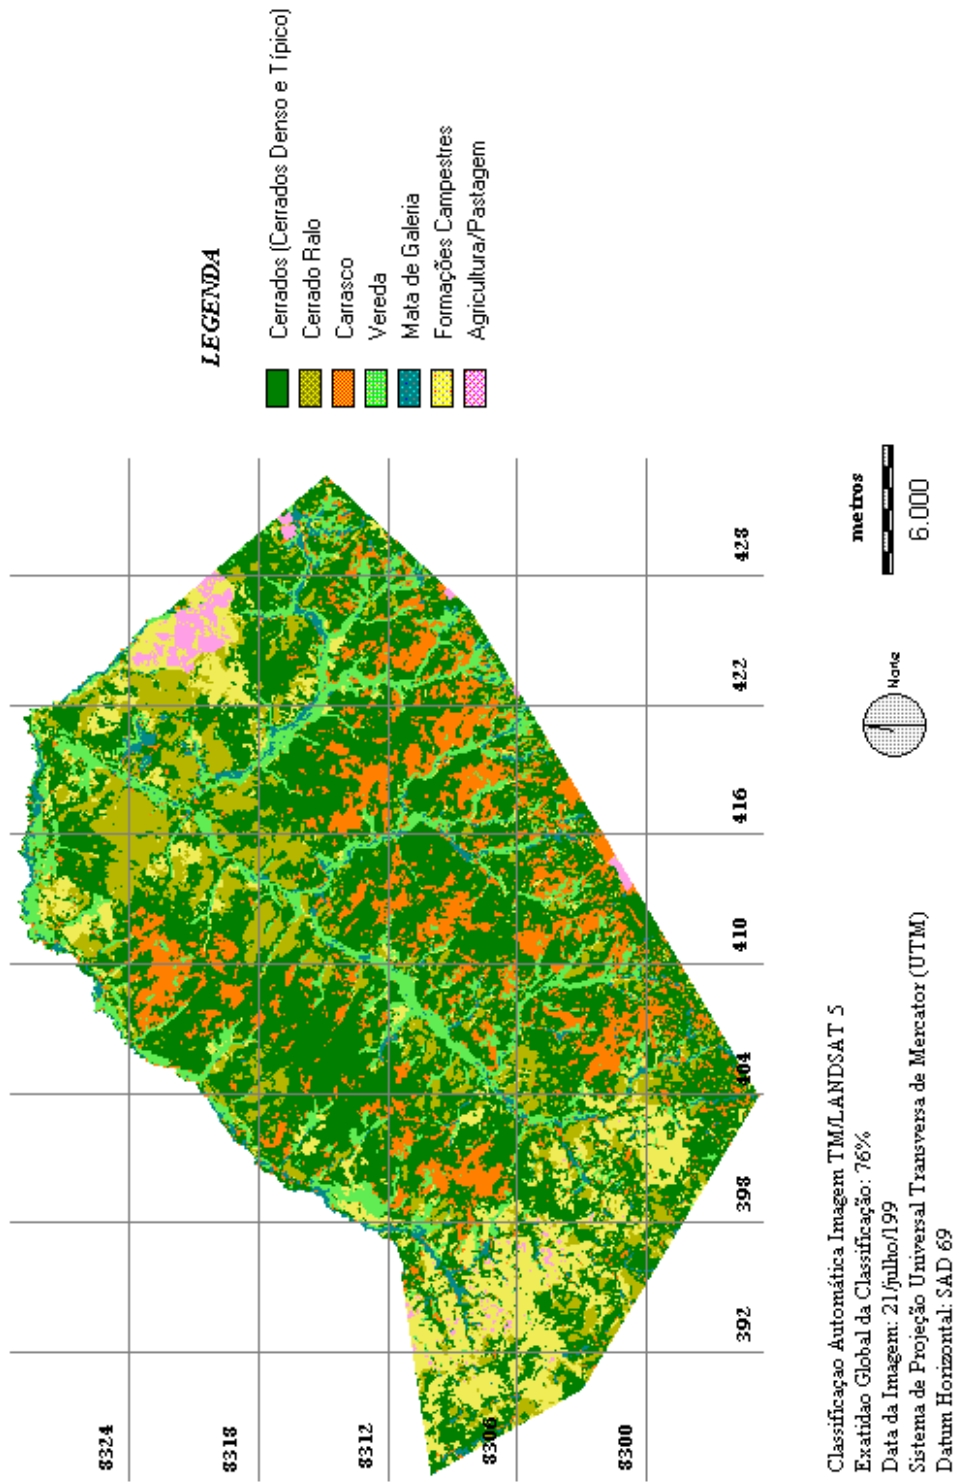 LEGENDA
Cerrados (Cerrados Denso e Típico)
Cerrado Ralo
Carrasco
Vereda
Mata de Galeria
Formações Campestres
Agricultura/Pastagem
8324
8318
8312
8306
8300
392
398
404
410
416
422
428
metros
6.000
Norte
Classificaçao Automática Imagem TM/LANDSAT 5
Exatidao Global da Classificação: 76%
Data da Imagem: 21/julho/199
Sistema de Projeção Universal Transversa de Mercator (UTM)
Datum Horizontal: SAD 69